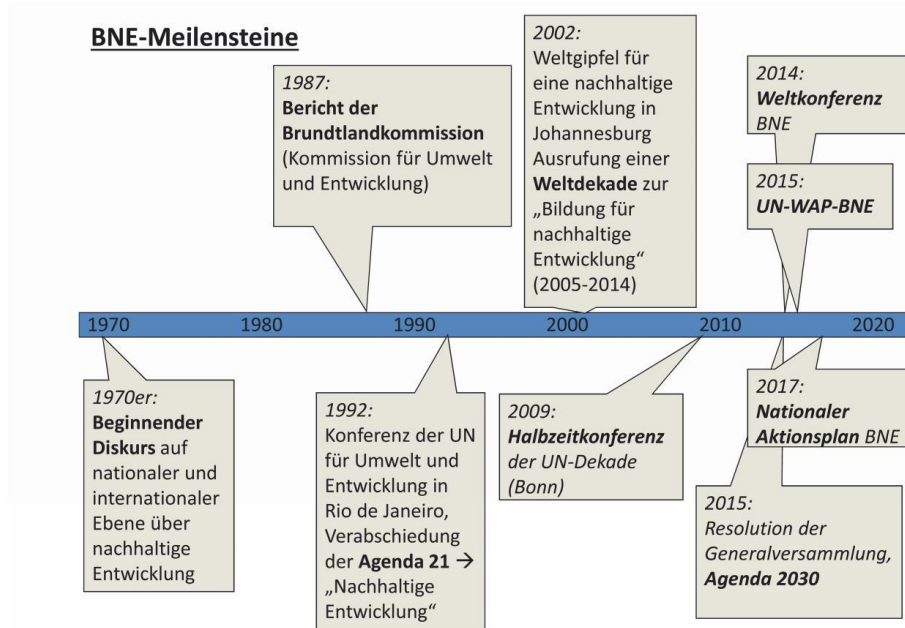 BNE-Meilensteine
1987:
Bericht der
Brundtlandkommission
(Kommission für Umwelt
und Entwicklung)
2002:
Weltgipfel für
eine nachhaltige
Entwicklung in
Johannesburg
Ausrufung einer
Weltdekade zur
„Bildung für
nachhaltige
Entwicklung“
(2005-2014)
2014:
Weltkonferenz
BNE
2015:
UN-WAP-BNE
1970 1980 1990 2000 2010 2020
1970er:
Beginnender
Diskurs auf
nationaler und
internationaler
Ebene über
nachhaltige
Entwicklung
1992:
Konferenz der UN
für Umwelt und
Entwicklung in
Rio de Janeiro,
Verabschiedung
der Agenda 21 →
„Nachhaltige
Entwicklung“
2009:
Halbzeitkonferenz
der UN-Dekade
(Bonn)
2017:
Nationaler
Aktionsplan BNE
2015:
Resolution der
Generalversammlung,
Agenda 2030